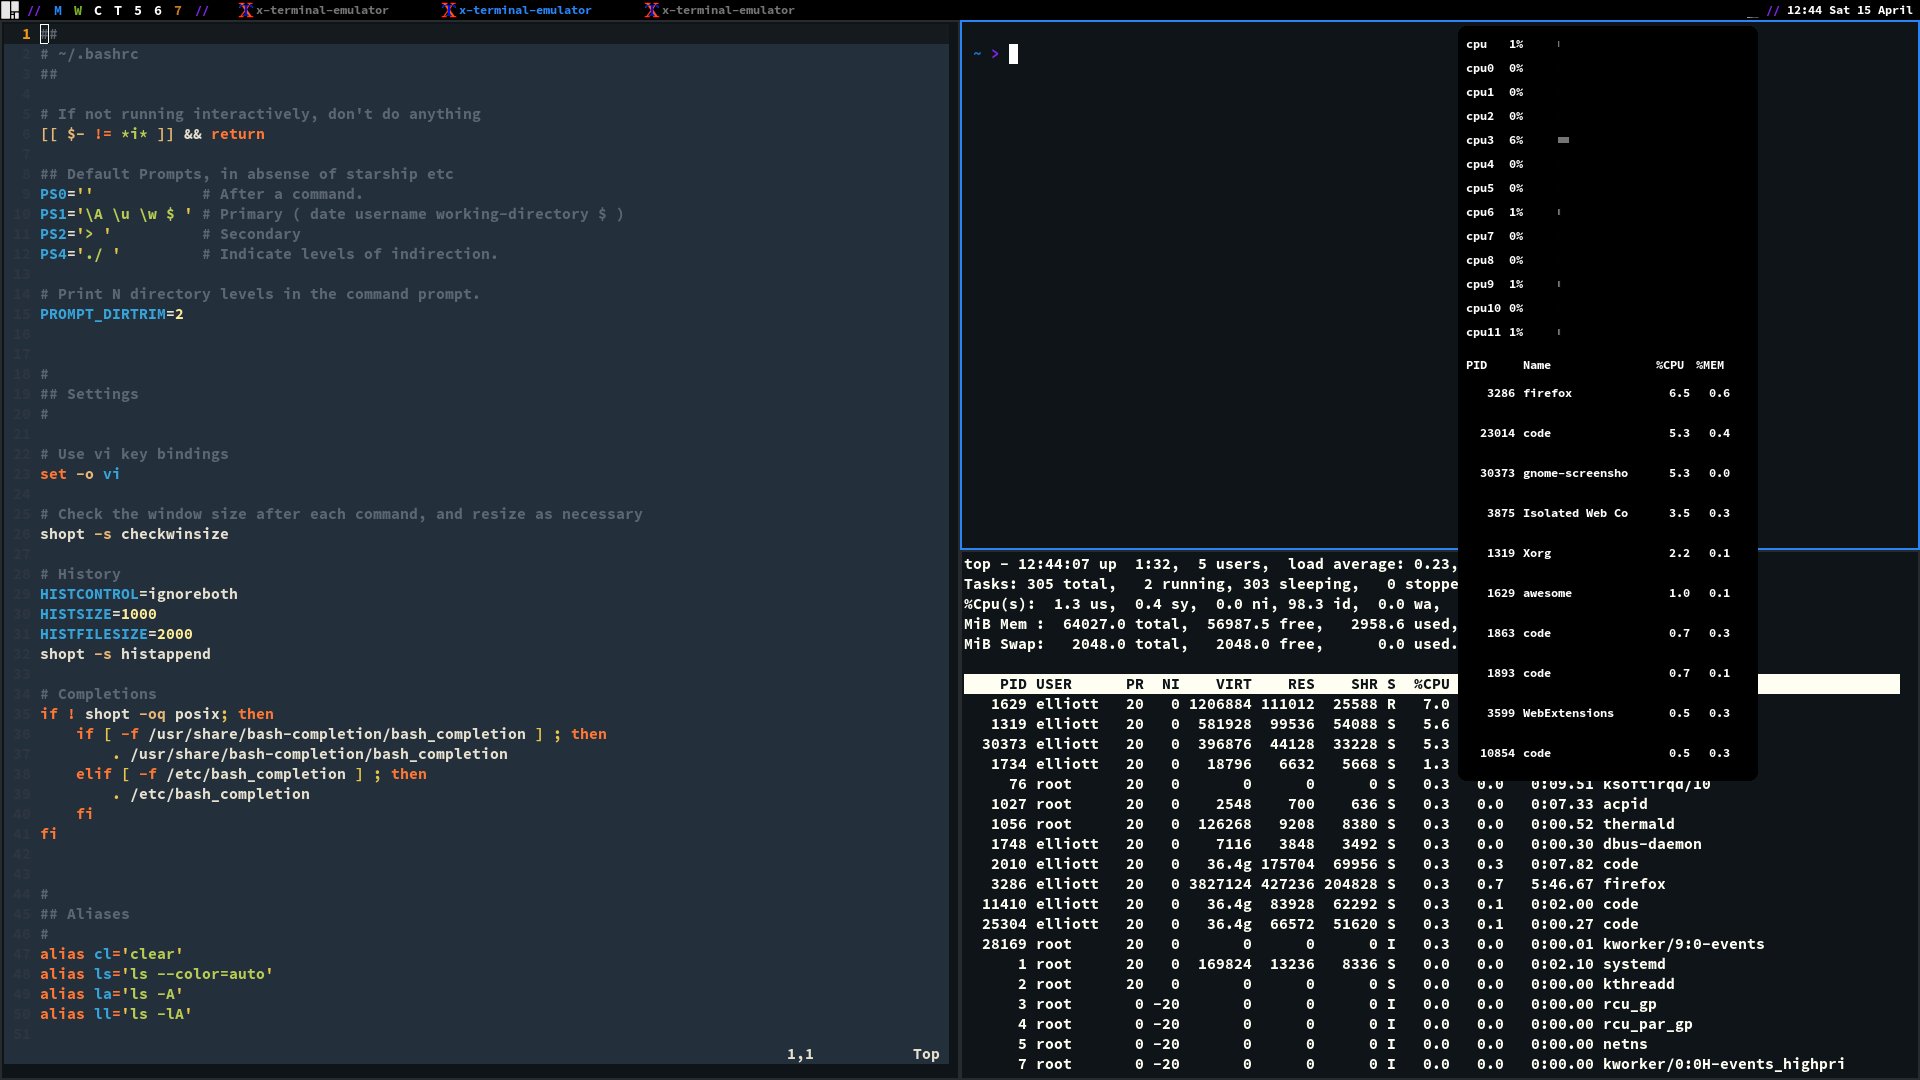 // M W C T 5 6 7 // x-terminal-emulator x-terminal-emulator x-terminal-emulator // 12:44 Sat 15 April
1 ##
2 # ~/.bashrc
3 ##
4
5 # If not running interactively, don't do anything
6 [[ $- != *i* ]] && return
7
8 ## Default Prompts, in absense of starship etc
9 PS0='' # After a command.
10 PS1='\A \u \w $ ' # Primary ( date username working-directory $ )
11 PS2='> ' # Secondary
12 PS4='./ ' # Indicate levels of indirection.
13
14 # Print N directory levels in the command prompt.
15 PROMPT_DIRTRIM=2
16
17
18 #
19 ## Settings
20 #
21
22 # Use vi key bindings
23 set -o vi
24
25 # Check the window size after each command, and resize as necessary
26 shopt -s checkwinsize
27
28 # History
29 HISTCONTROL=ignoreboth
30 HISTSIZE=1000
31 HISTFILESIZE=2000
32 shopt -s histappend
33
34 # Completions
35 if ! shopt -oq posix; then
36 if [ -f /usr/share/bash-completion/bash_completion ] ; then
37 . /usr/share/bash-completion/bash_completion
38 elif [ -f /etc/bash_completion ] ; then
39 . /etc/bash_completion
40 fi
41 fi
42
43
44 #
45 ## Aliases
46 #
47 alias cl='clear'
48 alias ls='ls --color=auto'
49 alias la='ls -A'
50 alias ll='ls -lA'
51
1,1 Top
~ >
cpu 1%
cpu0 0%
cpu1 0%
cpu2 0%
cpu3 6%
cpu4 0%
cpu5 0%
cpu6 1%
cpu7 0%
cpu8 0%
cpu9 1%
cpu10 0%
cpu11 1%
PID Name %CPU %MEM
3286 firefox 6.5 0.6
23014 code 5.3 0.4
30373 gnome-screensho 5.3 0.0
3875 Isolated Web Co 3.5 0.3
1319 Xorg 2.2 0.1
1629 awesome 1.0 0.1
1863 code 0.7 0.3
1893 code 0.7 0.1
3599 WebExtensions 0.5 0.3
10854 code 0.5 0.3
top - 12:44:07 up 1:32, 5 users, load average: 0.23,
Tasks: 305 total, 2 running, 303 sleeping, 0 stoppe
%Cpu(s): 1.3 us, 0.4 sy, 0.0 ni, 98.3 id, 0.0 wa,
MiB Mem : 64027.0 total, 56987.5 free, 2958.6 used,
MiB Swap: 2048.0 total, 2048.0 free, 0.0 used.
PID USER PR NI VIRT RES SHR S %CPU
1629 elliott 20 0 1206884 111012 25588 R 7.0
1319 elliott 20 0 581928 99536 54088 S 5.6
30373 elliott 20 0 396876 44128 33228 S 5.3
1734 elliott 20 0 18796 6632 5668 S 1.3
76 root 20 0 0 0 0 S 0.3 0.0 0:09.51 ksoftirqd/10
1027 root 20 0 2548 700 636 S 0.3 0.0 0:07.33 acpid
1056 root 20 0 126268 9208 8380 S 0.3 0.0 0:00.52 thermald
1748 elliott 20 0 7116 3848 3492 S 0.3 0.0 0:00.30 dbus-daemon
2010 elliott 20 0 36.4g 175704 69956 S 0.3 0.3 0:07.82 code
3286 elliott 20 0 3827124 427236 204828 S 0.3 0.7 5:46.67 firefox
11410 elliott 20 0 36.4g 83928 62292 S 0.3 0.1 0:02.00 code
25304 elliott 20 0 36.4g 66572 51620 S 0.3 0.1 0:00.27 code
28169 root 20 0 0 0 0 I 0.3 0.0 0:00.01 kworker/9:0-events
1 root 20 0 169824 13236 8336 S 0.0 0.0 0:02.10 systemd
2 root 20 0 0 0 0 S 0.0 0.0 0:00.00 kthreadd
3 root 0 -20 0 0 0 I 0.0 0.0 0:00.00 rcu_gp
4 root 0 -20 0 0 0 I 0.0 0.0 0:00.00 rcu_par_gp
5 root 0 -20 0 0 0 I 0.0 0.0 0:00.00 netns
7 root 0 -20 0 0 0 I 0.0 0.0 0:00.00 kworker/0:0H-events_highpri